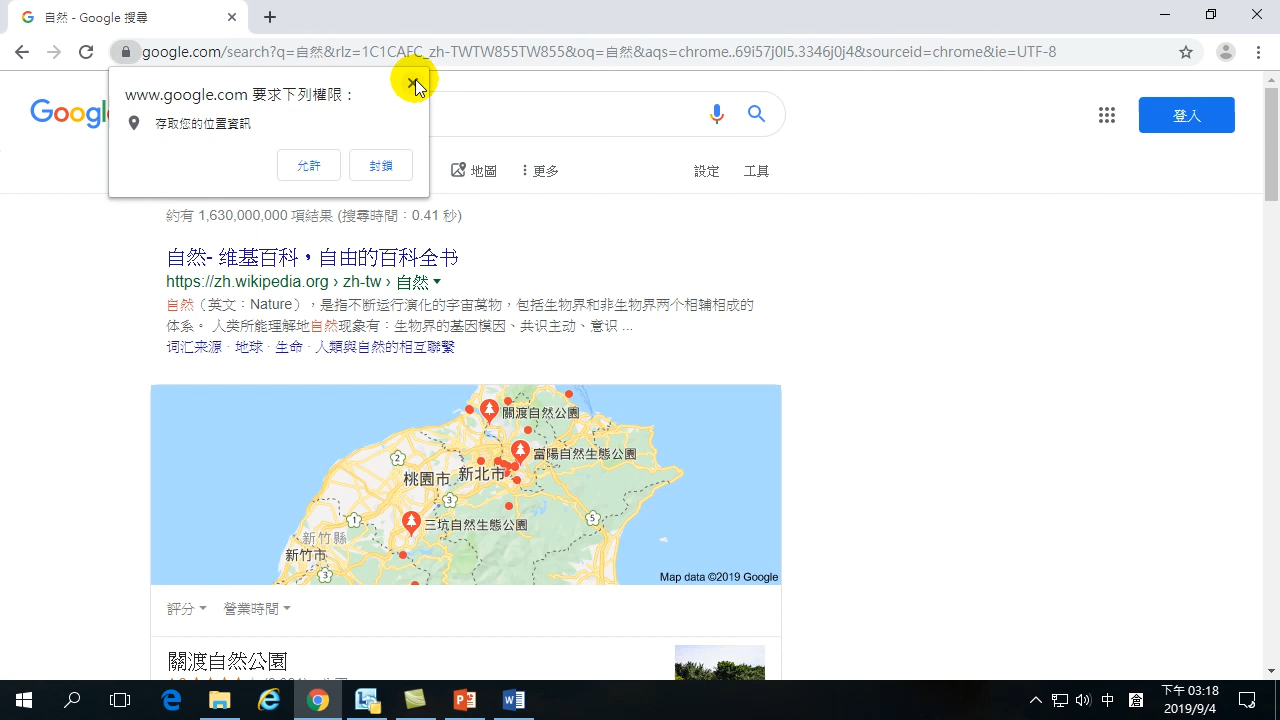 自然 - Google 搜尋
google.com/search?q=自然&rlz=1C1CAFC_zh-TWTW855TW855&oq=自然&aqs=chrome..69i57j0l5.3346j0j4&sourceid=chrome&ie=UTF-8
www.google.com 要求下列權限：
存取您的位置資訊
允許 封鎖
Googl
登入
地圖 更多 設定 工具
約有 1,630,000,000 項結果 (搜尋時間：0.41 秒)
自然- 维基百科，自由的百科全书
https://zh.wikipedia.org › zh-tw › 自然
自然（英文：Nature），是指不断运行演化的宇宙萬物，包括生物界和非生物界两个相輔相成的
体系。 人类所能理解地自然现象有：生物界的基因模因、共识主动、意识 ...
词汇来源 · 地球 · 生命 · 人類與自然的相互聯繫
關渡自然公園
富陽自然生態公園
2
桃園市 新北市
3
三坑自然生態公園
1
5
新竹縣
新竹市
3
Map data ©2019 Google
評分 營業時間
關渡自然公園
下午 03:18
中 倉
2019/9/4